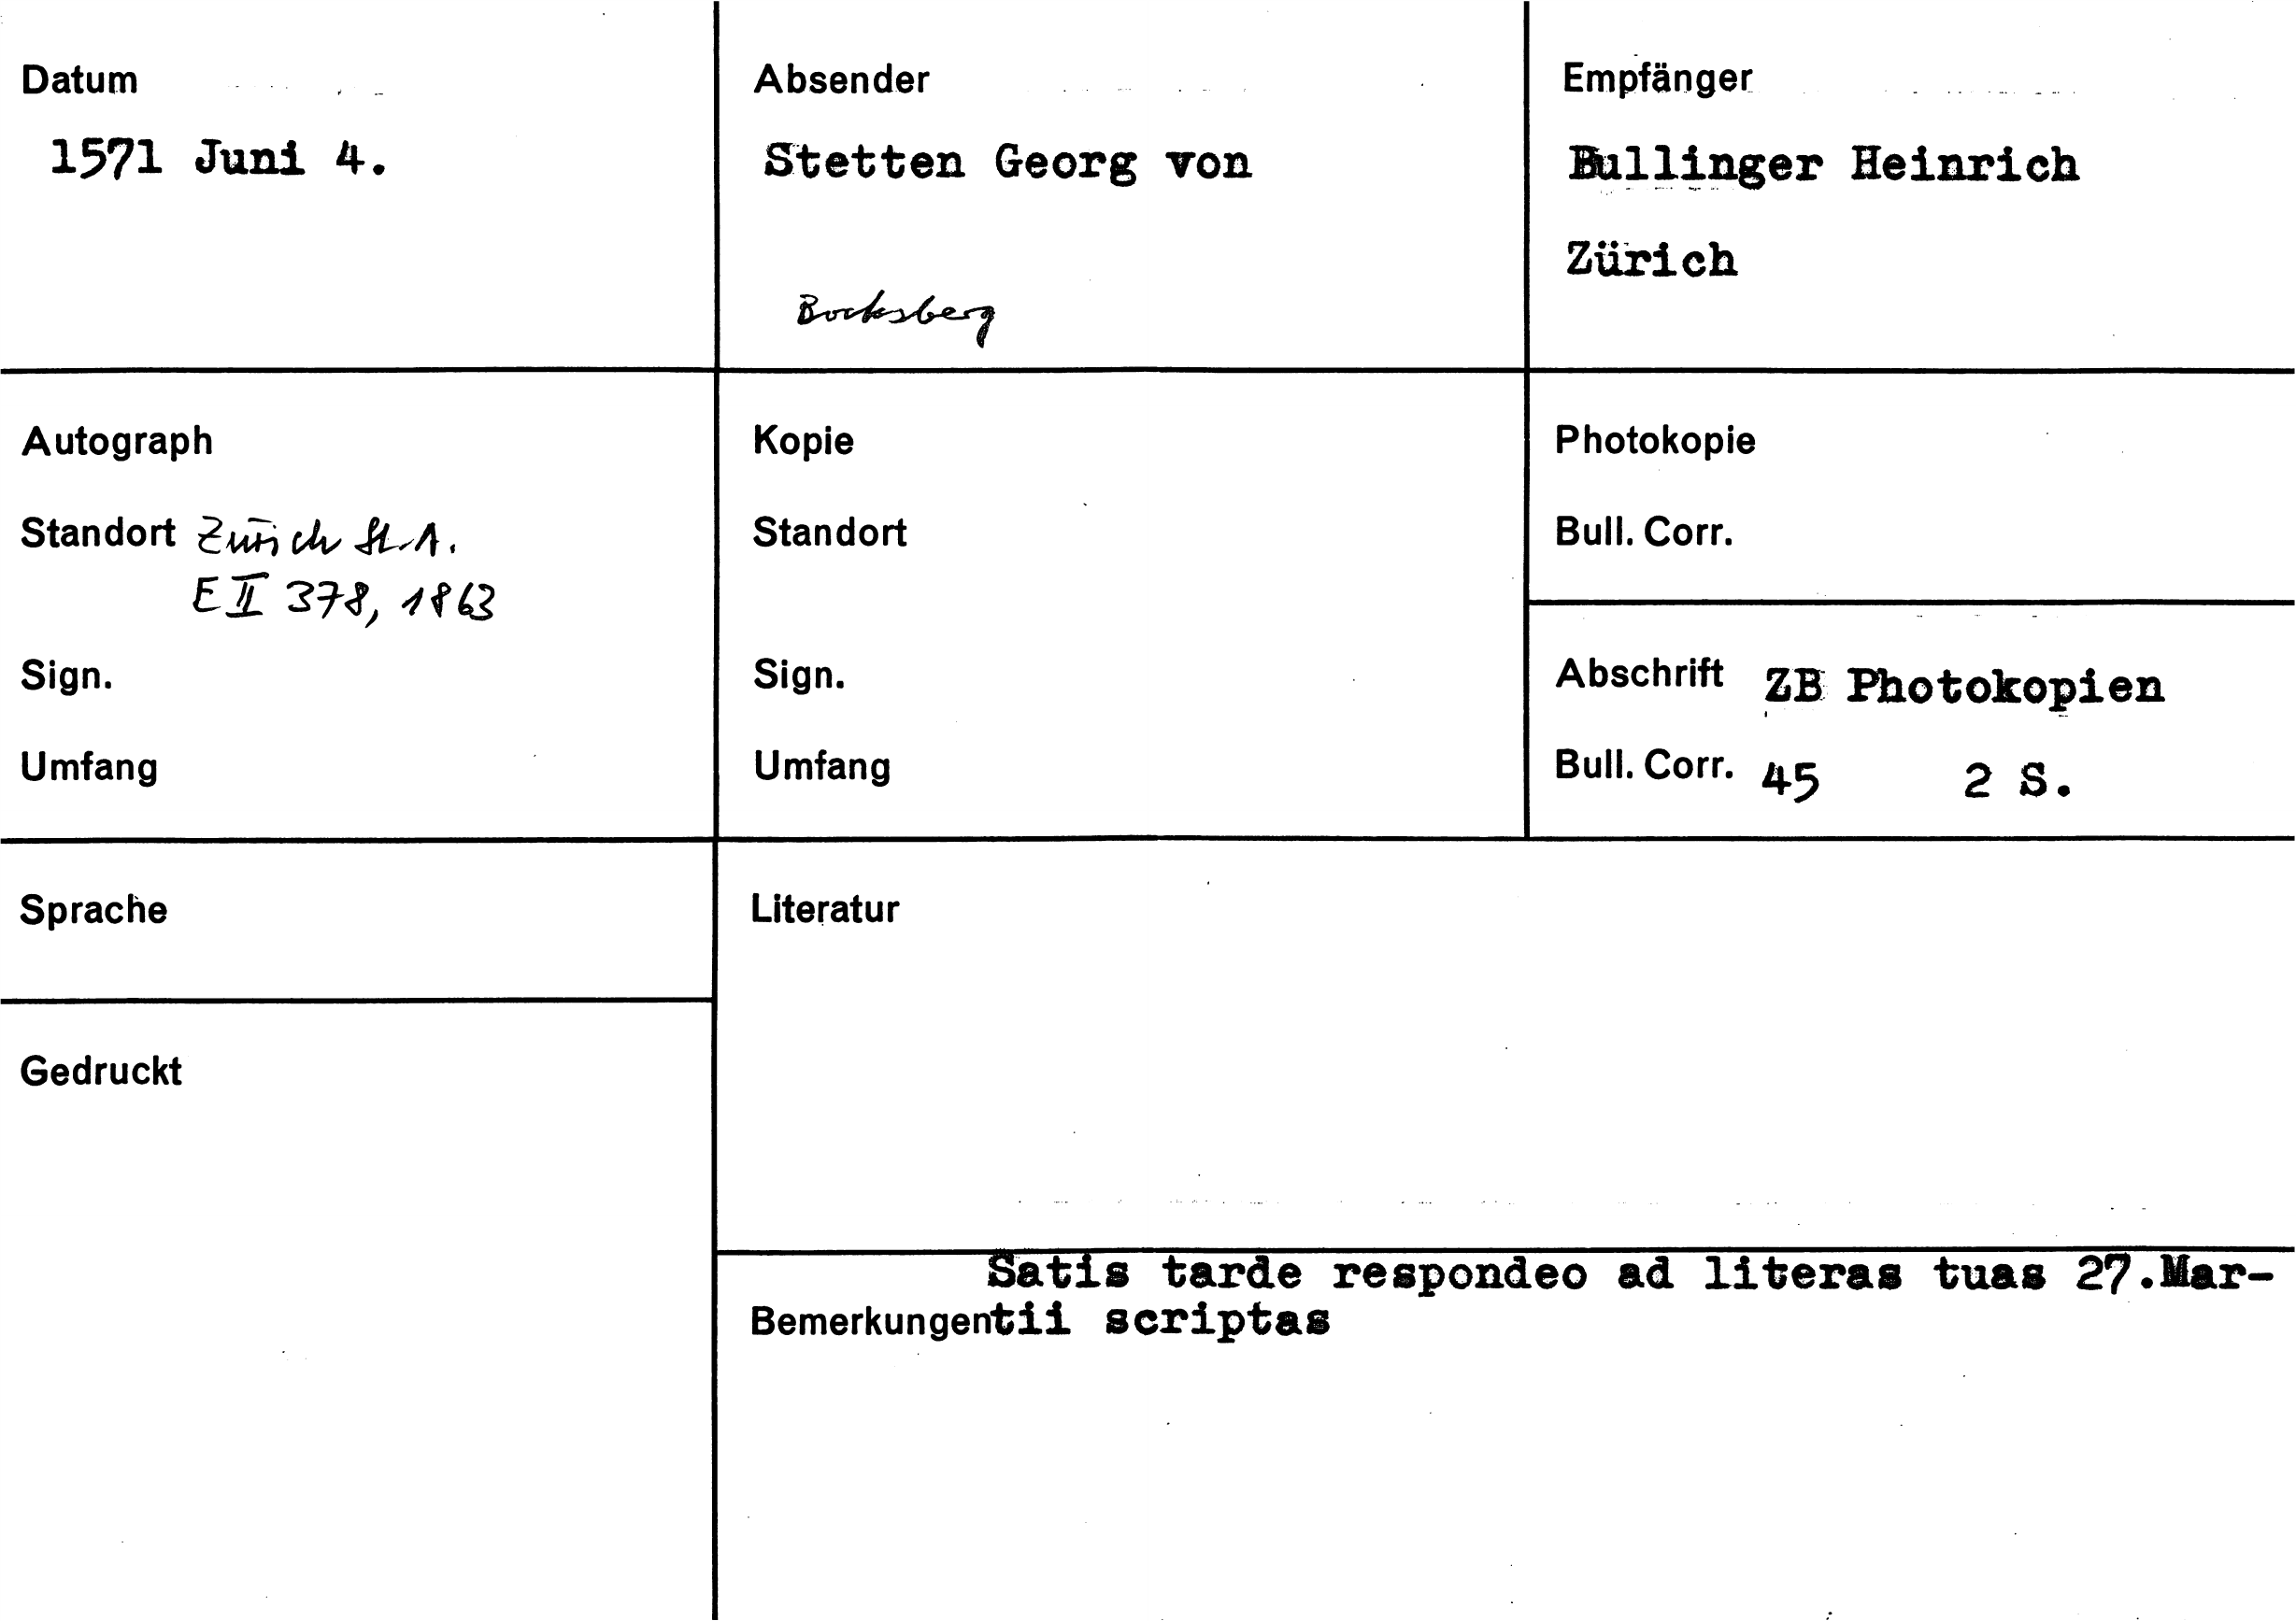 Datum
1571 Juni 4.
Absender
Stetten Georg von
Bocksberg
Empfänger
Bullinger Heinrich
Zürich
Autograph
Standort Zürich St.A.
E II 378, 1863
Sign.
Umfang
Kopie
Standort
Sign.
Umfang
Photokopie
Bull. Corr.
Abschrift ZB Photokopien
Bull. Corr. 45 2 S.
Sprache
Gedruckt
Literatur
Satis tarde respondeo ad literas tuas 27.Mar-
Bemerkungen tii scriptas